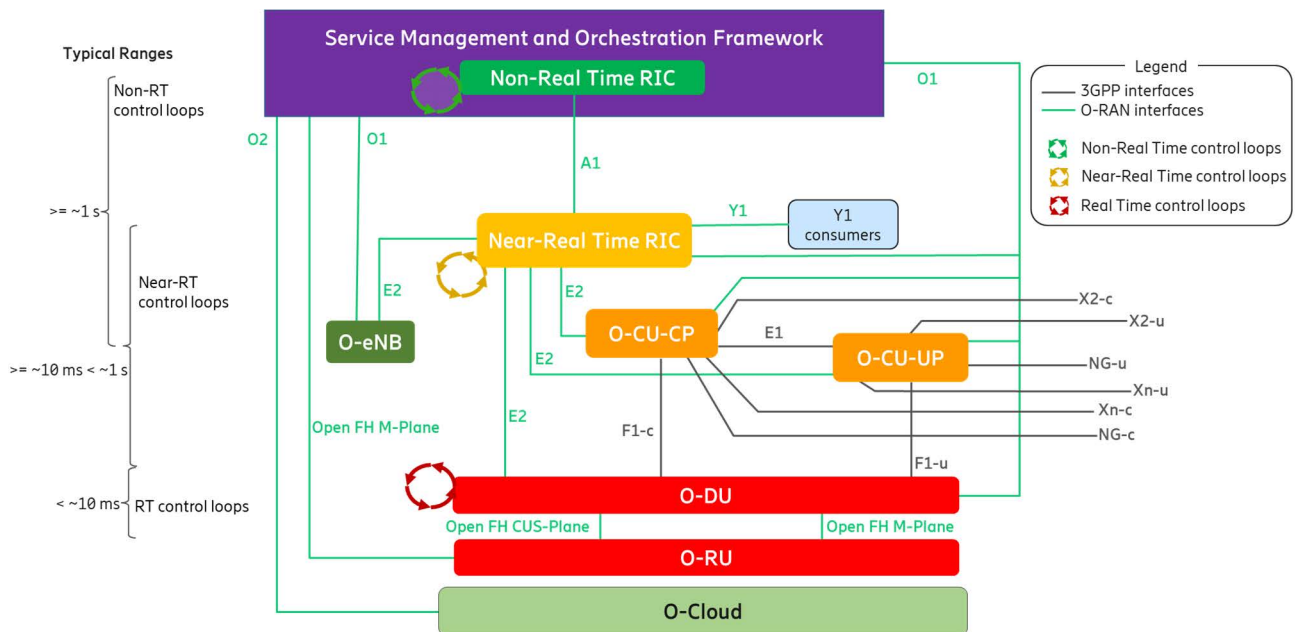 Service Management and Orchestration Framework
Typical Ranges
Non-Real Time RIC
Non-RT
control loops
O1
Legend
3GPP interfaces
O-RAN interfaces
Non-Real Time control loops
Near-Real Time control loops
Real Time control loops
O2
O1
A1
>= ~1 s
Y1
Y1
consumers
Near-Real Time RIC
Near-RT
control loops
E2
E2
X2-c
X2-u
O-eNB
O-CU-CP
E1
O-CU-UP
>= ~10 ms < ~1 s
E2
NG-u
Xn-u
E2
Xn-c
Open FH M-Plane
F1-c
NG-c
F1-u
< ~10 ms
RT control loops
O-DU
Open FH CUS-Plane
Open FH M-Plane
O-RU
O-Cloud